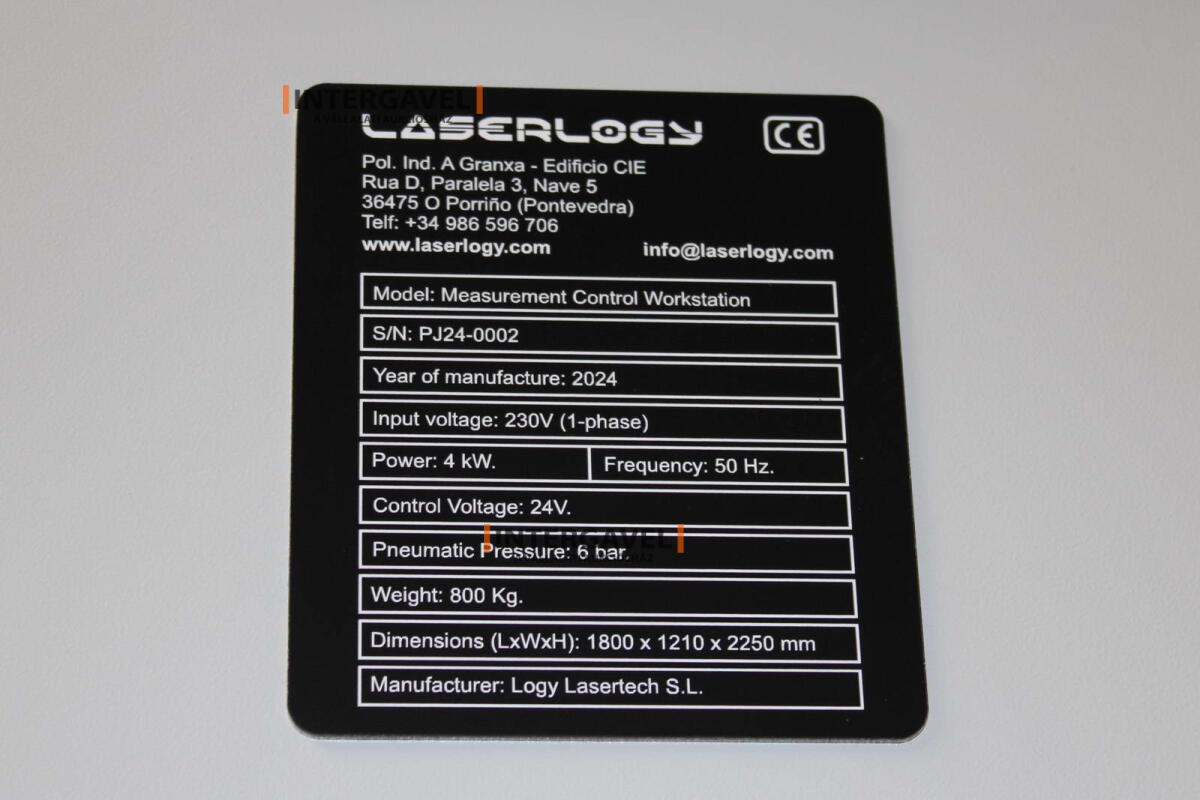 INTERGAVEL
A VÁLLALATI AUKCIÓSHÁZ
LASERLOGY
CE
Pol. Ind. A Granxa - Edificio CIE
Rua D, Paralela 3, Nave 5
36475 O Porriño (Pontevedra)
Telf: +34 986 596 706
www.laserlogy.com info@laserlogy.com
Model: Measurement Control Workstation
S/N: PJ24-0002
Year of manufacture: 2024
Input voltage: 230V (1-phase)
Power: 4 kW. Frequency: 50 Hz.
Control Voltage: 24V.
INTERGAVEL
Pneumatic Pressure: 6 bar.
Weight: 800 Kg.
Dimensions (LxWxH): 1800 x 1210 x 2250 mm
Manufacturer: Logy Lasertech S.L.